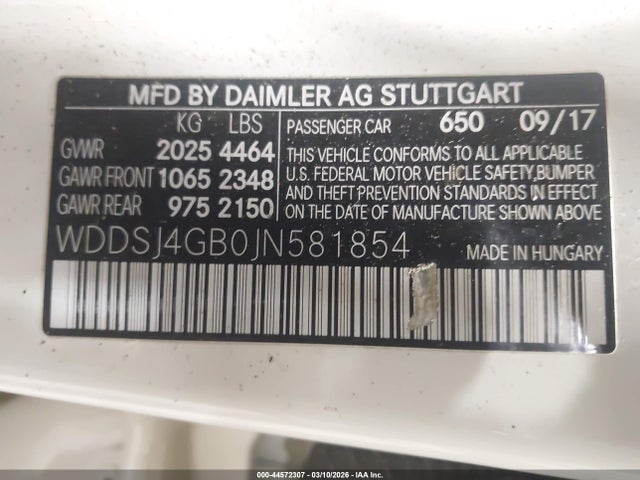 MFD BY DAIMLER AG STUTTGART
KG LBS
GVWR 2025 4464
GAWR FRONT 1065 2348
GAWR REAR 975 2150
PASSENGER CAR 650 09/17
THIS VEHICLE CONFORMS TO ALL APPLICABLE
U.S. FEDERAL MOTOR VEHICLE SAFETY, BUMPER
AND THEFT PREVENTION STANDARDS IN EFFECT
ON THE DATE OF MANUFACTURE SHOWN ABOVE.
WDDSJ4GB0JN581854
MADE IN HUNGARY
000-44572307 - 03/10/2026 - IAA Inc.